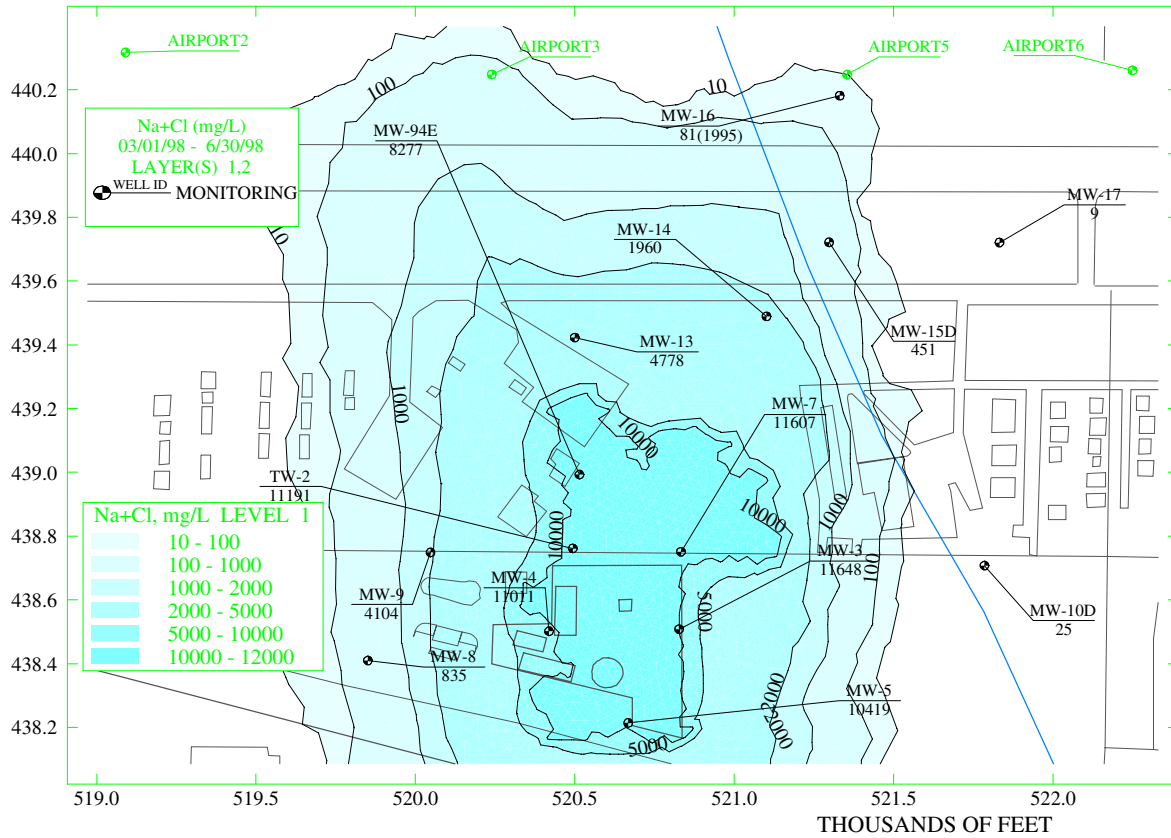 AIRPORT2
AIRPORT3
AIRPORT5
AIRPORT6
440.2
440.0
439.8
439.6
439.4
439.2
439.0
438.8
438.6
438.4
438.2
Na+Cl (mg/L)
03/01/98 - 6/30/98
LAYER(S) 1,2
WELL ID MONITORING
100
10
MW-94E
8277
MW-16
81(1995)
MW-17
9
10
MW-14
1960
MW-15D
451
MW-13
4778
1000
MW-7
11607
10000
TW-2
11191
10000
10000
1000
100
MW-3
11648
MW-4
11011
MW-9
4104
5000
MW-10D
25
MW-8
835
MW-5
10419
2000
2000
5000
Na+Cl, mg/L LEVEL 1
10 - 100
100 - 1000
1000 - 2000
2000 - 5000
5000 - 10000
10000 - 12000
519.0
519.5
520.0
520.5
521.0
521.5
522.0
THOUSANDS OF FEET